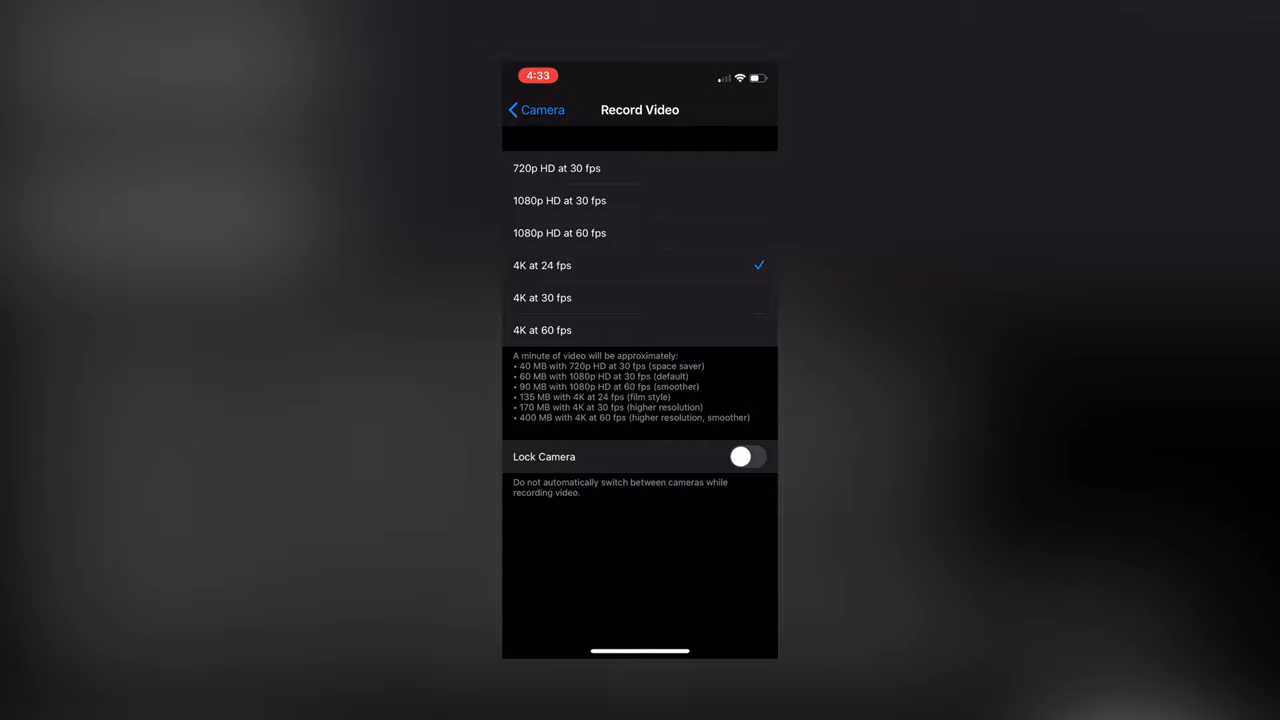 4:33
Camera
Record Video
720p HD at 30 fps
1080p HD at 30 fps
1080p HD at 60 fps
4K at 24 fps
4K at 30 fps
4K at 60 fps
A minute of video will be approximately:
• 40 MB with 720p HD at 30 fps (space saver)
• 60 MB with 1080p HD at 30 fps (default)
• 90 MB with 1080p HD at 60 fps (smoother)
• 135 MB with 4K at 24 fps (film style)
• 170 MB with 4K at 30 fps (higher resolution)
• 400 MB with 4K at 60 fps (higher resolution, smoother)
Lock Camera
Do not automatically switch between cameras while
recording video.